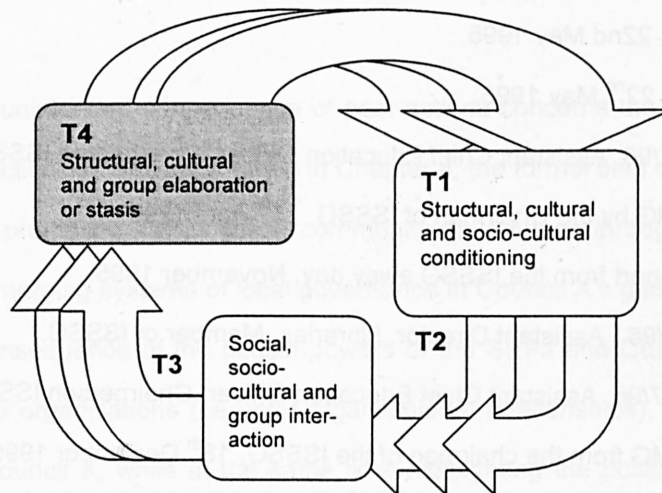 T4
Structural, cultural
and group elaboration
or stasis
T1
Structural, cultural
and socio-cultural
conditioning
T2
T3
Social,
socio-
cultural and
group inter-
action